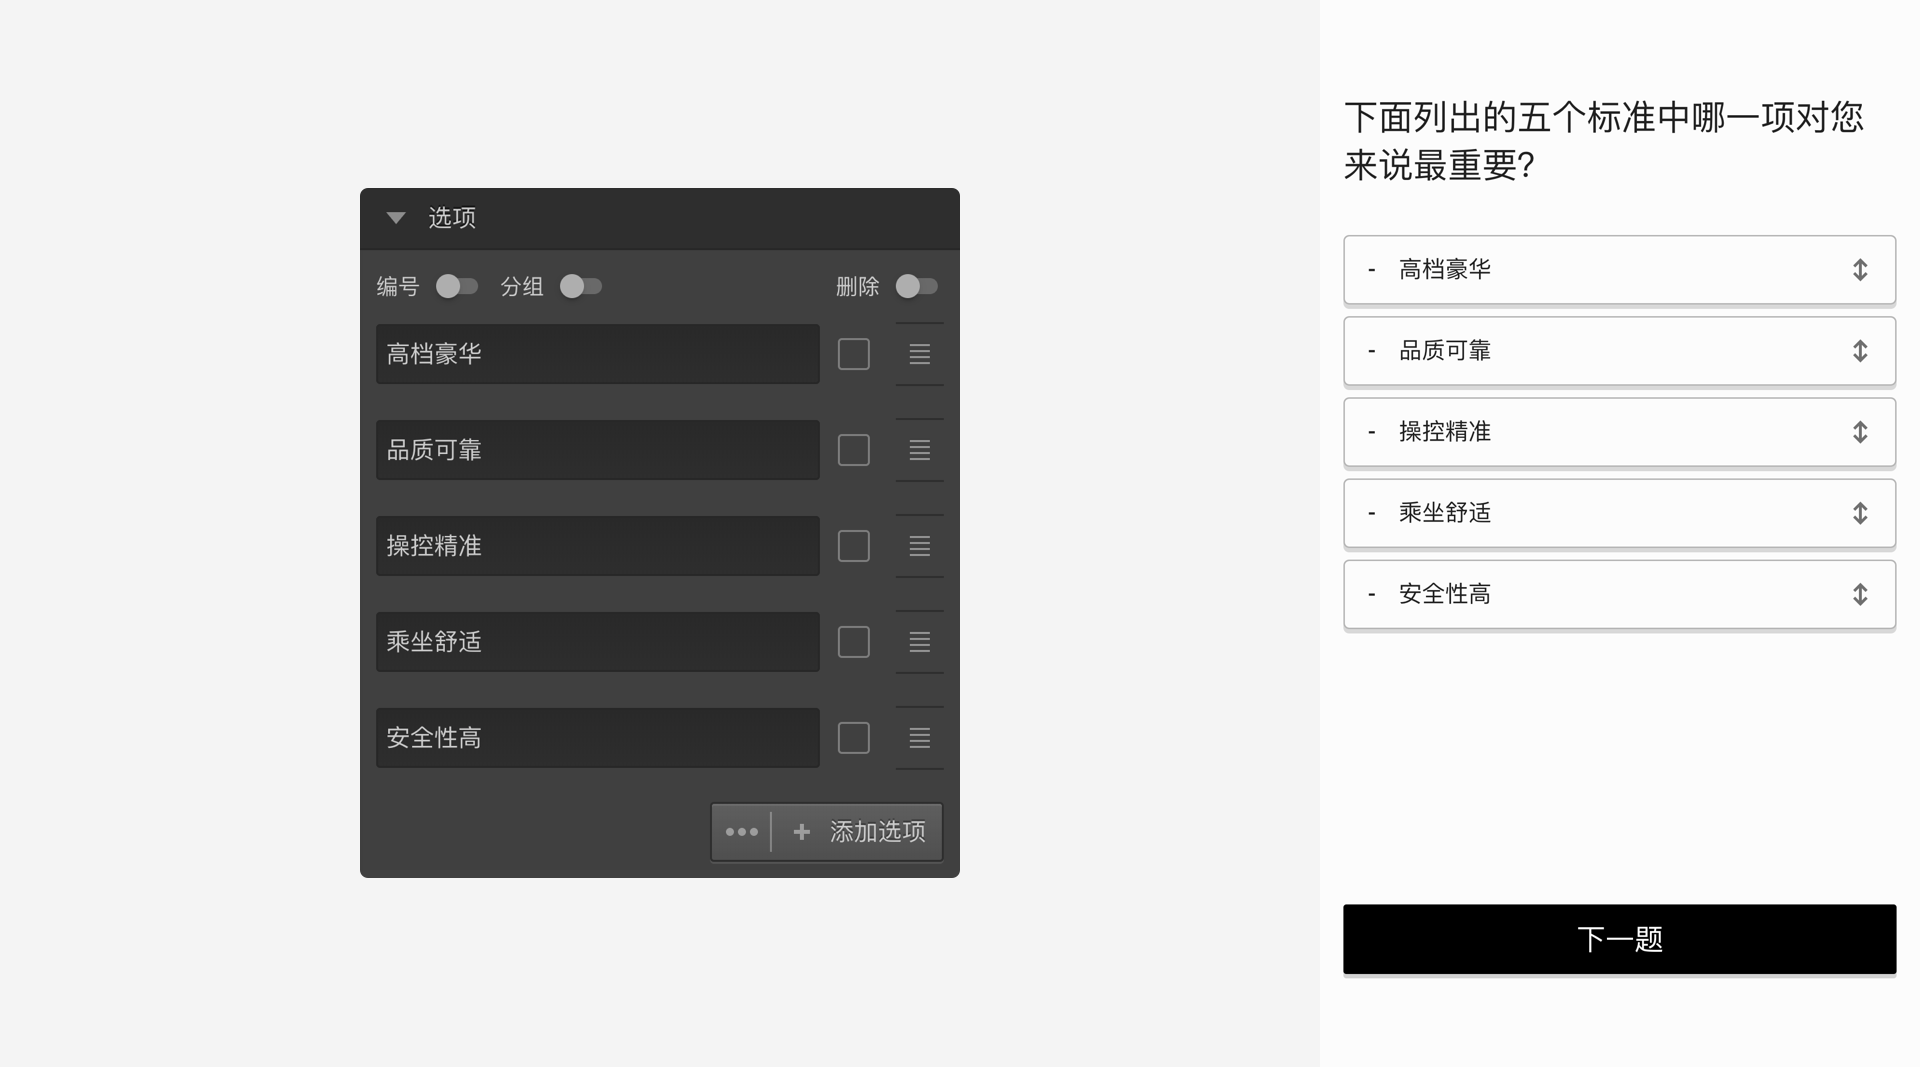 选项
编号 分组 删除
高档豪华
品质可靠
操控精准
乘坐舒适
安全性高
添加选项
下面列出的五个标准中哪一项对您
来说最重要?
- 高档豪华
- 品质可靠
- 操控精准
- 乘坐舒适
- 安全性高
下一题